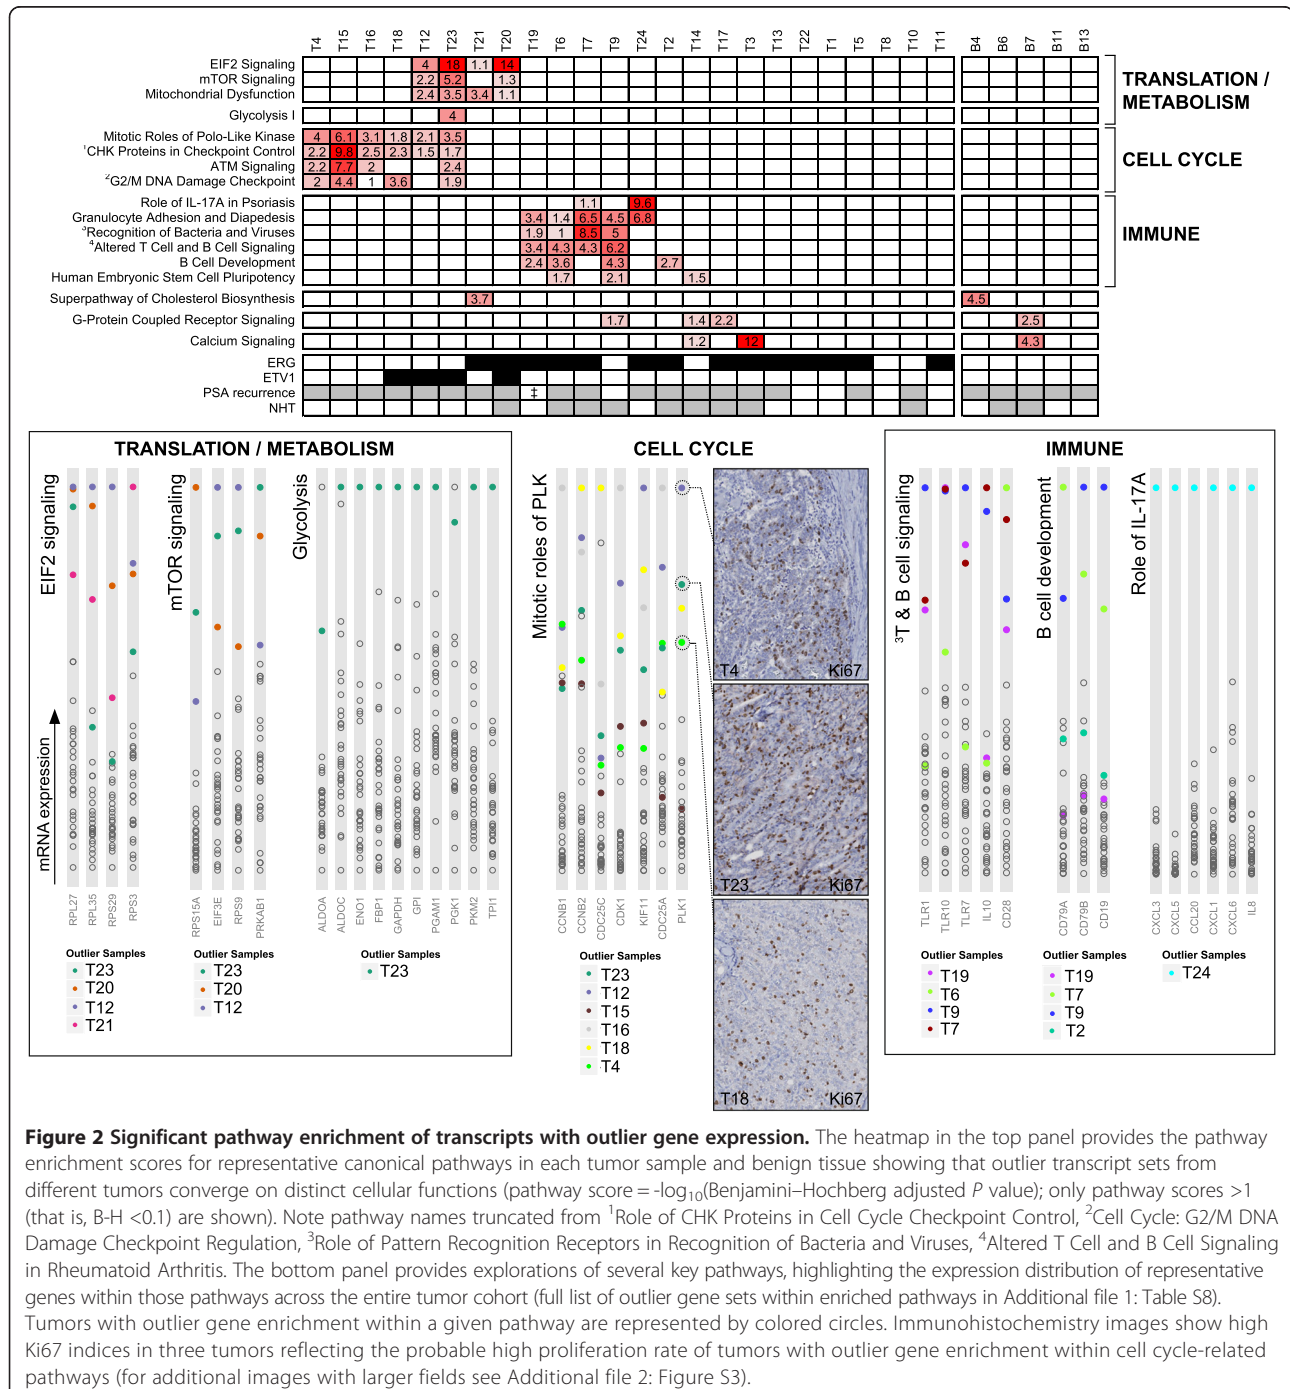 T4 T15 T16 T18 T12 T23 T21 T20 T19 T6 T7 T9 T24 T2 T14 T17 T3 T13 T22 T1 T5 T8 T10 T11 B4 B6 B7 B11 B13
EIF2 Signaling 4 18 1.1 14
mTOR Signaling 2.2 5.2 1.3
Mitochondrial Dysfunction 2.4 3.5 3.4 1.1
Glycolysis I 4
TRANSLATION /
METABOLISM
Mitotic Roles of Polo-Like Kinase 4 6.1 3.1 1.8 2.1 3.5
¹CHK Proteins in Checkpoint Control 2.2 9.8 2.5 2.3 1.5 1.7
ATM Signaling 2.2 7.7 2 2.4
²G2/M DNA Damage Checkpoint 2 4.4 1 3.6 1.9
CELL CYCLE
Role of IL-17A in Psoriasis 1.1 9.6
Granulocyte Adhesion and Diapedesis 3.4 1.4 6.5 4.5 6.8
³Recognition of Bacteria and Viruses 1.9 1 8.5 5
⁴Altered T Cell and B Cell Signaling 3.4 4.3 4.3 6.2
B Cell Development 2.4 3.6 4.3 2.7
Human Embryonic Stem Cell Pluripotency 1.7 2.1 1.5
IMMUNE
Superpathway of Cholesterol Biosynthesis 3.7 4.5
G-Protein Coupled Receptor Signaling 1.7 1.4 2.2 2.5
Calcium Signaling 1.2 12 4.3
ERG
ETV1
PSA recurrence ‡
NHT
TRANSLATION / METABOLISM
EIF2 signaling
mTOR signaling
Glycolysis
mRNA expression
RPL27 RPL35 RPS29 RPS3
RPS15A EIF3E RPS9 PRKAB1
ALDOA ALDOC ENO1 FBP1 GAPDH GPI PGAM1 PGK1 PKM2 TPI1
Outlier Samples
T23
T20
T12
T21
Outlier Samples
T23
T20
T12
Outlier Samples
T23
CELL CYCLE
Mitotic roles of PLK
CCNB1 CCNB2 CDC25C CDK1 KIF11 CDC25A PLK1
Outlier Samples
T23
T12
T15
T16
T18
T4
T4 Ki67
T23 Ki67
T18 Ki67
IMMUNE
³T & B cell signaling
B cell development
Role of IL-17A
TLR1 TLR10 TLR7 IL10 CD28
CD79A CD79B CD19
CXCL3 CXCL5 CCL20 CXCL1 CXCL6 IL8
Outlier Samples
T19
T6
T9
T7
Outlier Samples
T19
T7
T9
T2
Outlier Samples
T24
Figure 2 Significant pathway enrichment of transcripts with outlier gene expression. The heatmap in the top panel provides the pathway
enrichment scores for representative canonical pathways in each tumor sample and benign tissue showing that outlier transcript sets from
different tumors converge on distinct cellular functions (pathway score = -log₁₀(Benjamini–Hochberg adjusted P value); only pathway scores >1
(that is, B-H <0.1) are shown). Note pathway names truncated from ¹Role of CHK Proteins in Cell Cycle Checkpoint Control, ²Cell Cycle: G2/M DNA
Damage Checkpoint Regulation, ³Role of Pattern Recognition Receptors in Recognition of Bacteria and Viruses, ⁴Altered T Cell and B Cell Signaling
in Rheumatoid Arthritis. The bottom panel provides explorations of several key pathways, highlighting the expression distribution of representative
genes within those pathways across the entire tumor cohort (full list of outlier gene sets within enriched pathways in Additional file 1: Table S8).
Tumors with outlier gene enrichment within a given pathway are represented by colored circles. Immunohistochemistry images show high
Ki67 indices in three tumors reflecting the probable high proliferation rate of tumors with outlier gene enrichment within cell cycle-related
pathways (for additional images with larger fields see Additional file 2: Figure S3).